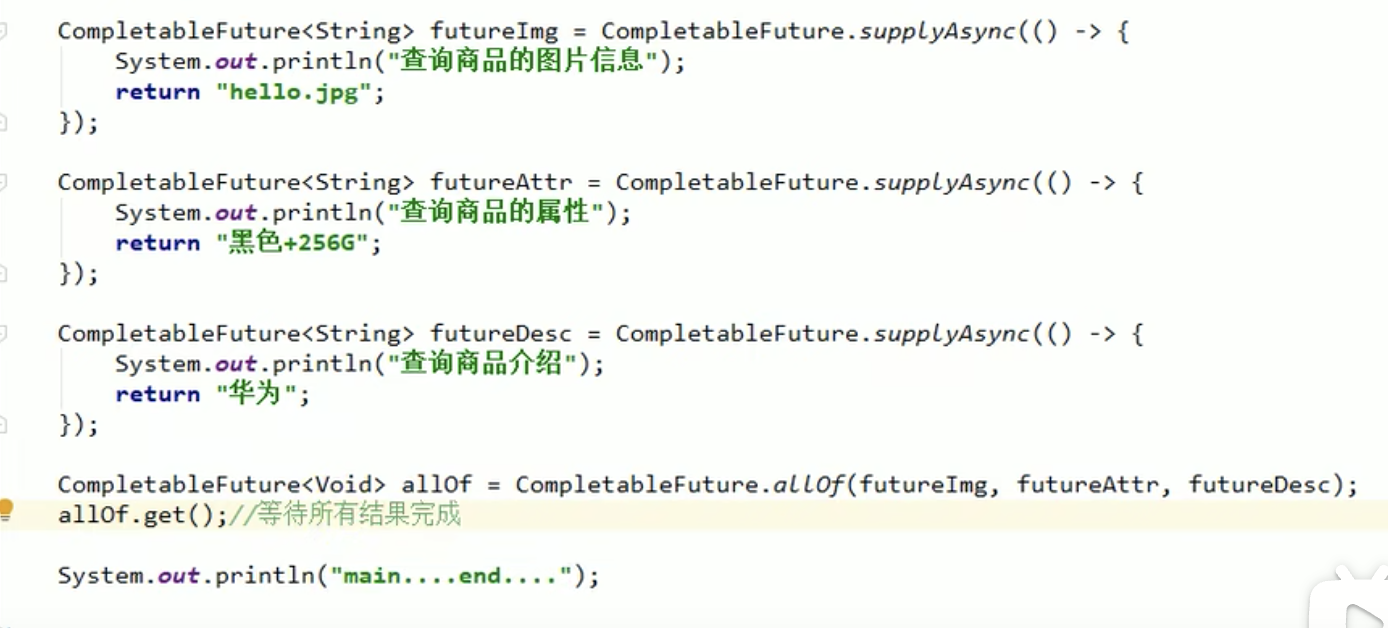 CompletableFuture<String> futureImg = CompletableFuture.supplyAsync(() -> {
System.out.println("查询商品的图片信息");
return "hello.jpg";
});
CompletableFuture<String> futureAttr = CompletableFuture.supplyAsync(() -> {
System.out.println("查询商品的属性");
return "黑色+256G";
});
CompletableFuture<String> futureDesc = CompletableFuture.supplyAsync(() -> {
System.out.println("查询商品介绍");
return "华为";
});
CompletableFuture<Void> allOf = CompletableFuture.allOf(futureImg, futureAttr, futureDesc);
allOf.get();//等待所有结果完成
System.out.println("main....end....");